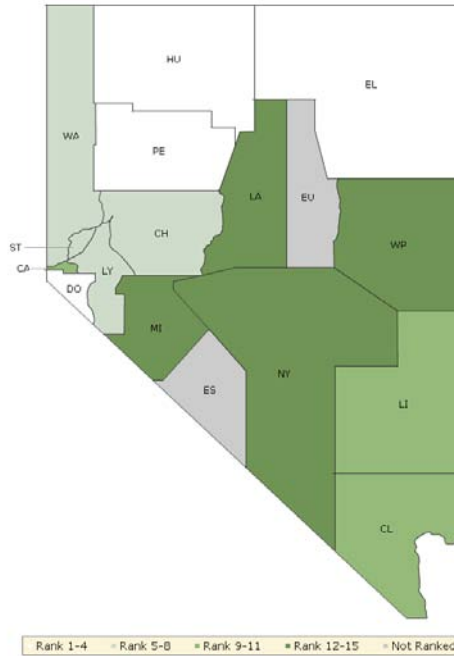 HU
EL
WA
PE
LA
EU
CH
WP
ST
CA
LY
DO
MI
ES
NY
LI
CL
Rank 1-4 Rank 5-8 Rank 9-11 Rank 12-15 Not Ranked